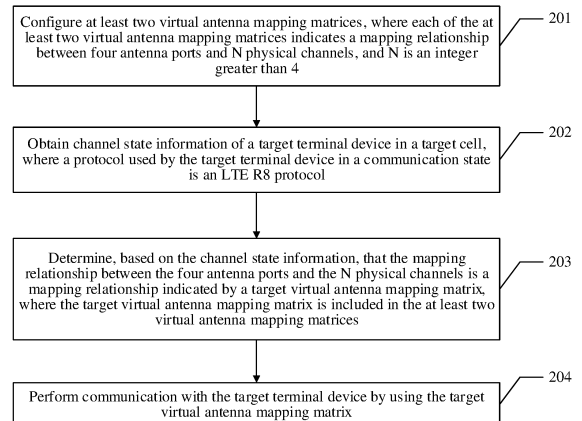 Configure at least two virtual antenna mapping matrices, where each of the at
least two virtual antenna mapping matrices indicates a mapping relationship
between four antenna ports and N physical channels, and N is an integer
greater than 4
201
Obtain channel state information of a target terminal device in a target cell,
where a protocol used by the target terminal device in a communication state
is an LTE R8 protocol
202
Determine, based on the channel state information, that the mapping
relationship between the four antenna ports and the N physical channels is a
mapping relationship indicated by a target virtual antenna mapping matrix,
where the target virtual antenna mapping matrix is included in the at least two
virtual antenna mapping matrices
203
Perform communication with the target terminal device by using the target
virtual antenna mapping matrix
204